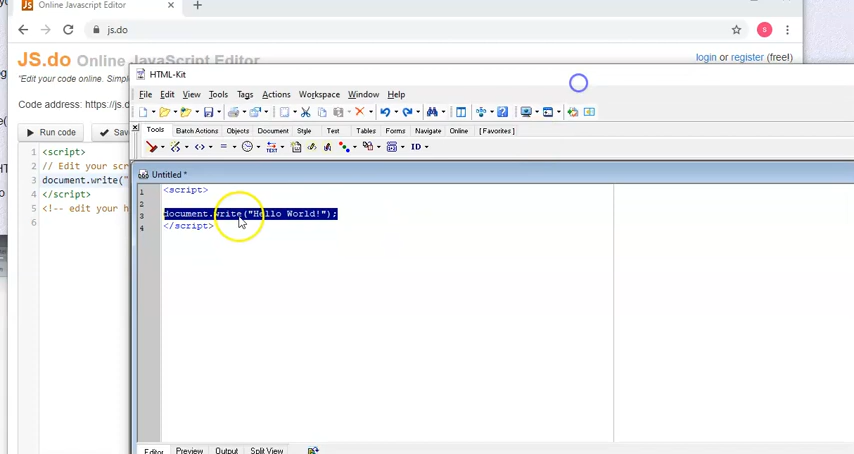 Online Javascript Editor
js.do
JS.do Online JavaScript Editor
login or register (free!)
"Edit your code online. Simpl
Code address: https://js.d
Run code Sav
1 <script>
2 // Edit your scr
3 document.write("
4 </script>
5 <!-- edit your h
6
HTML-Kit
File Edit View Tools Tags Actions Workspace Window Help
Tools Batch Actions Objects Document Style Test Tables Forms Navigate Online [ Favorites ]
TEXT ID
Untitled *
1 <script>
2
3 document.write("Hello World!");
4 </script>
Editor Preview Output Split View